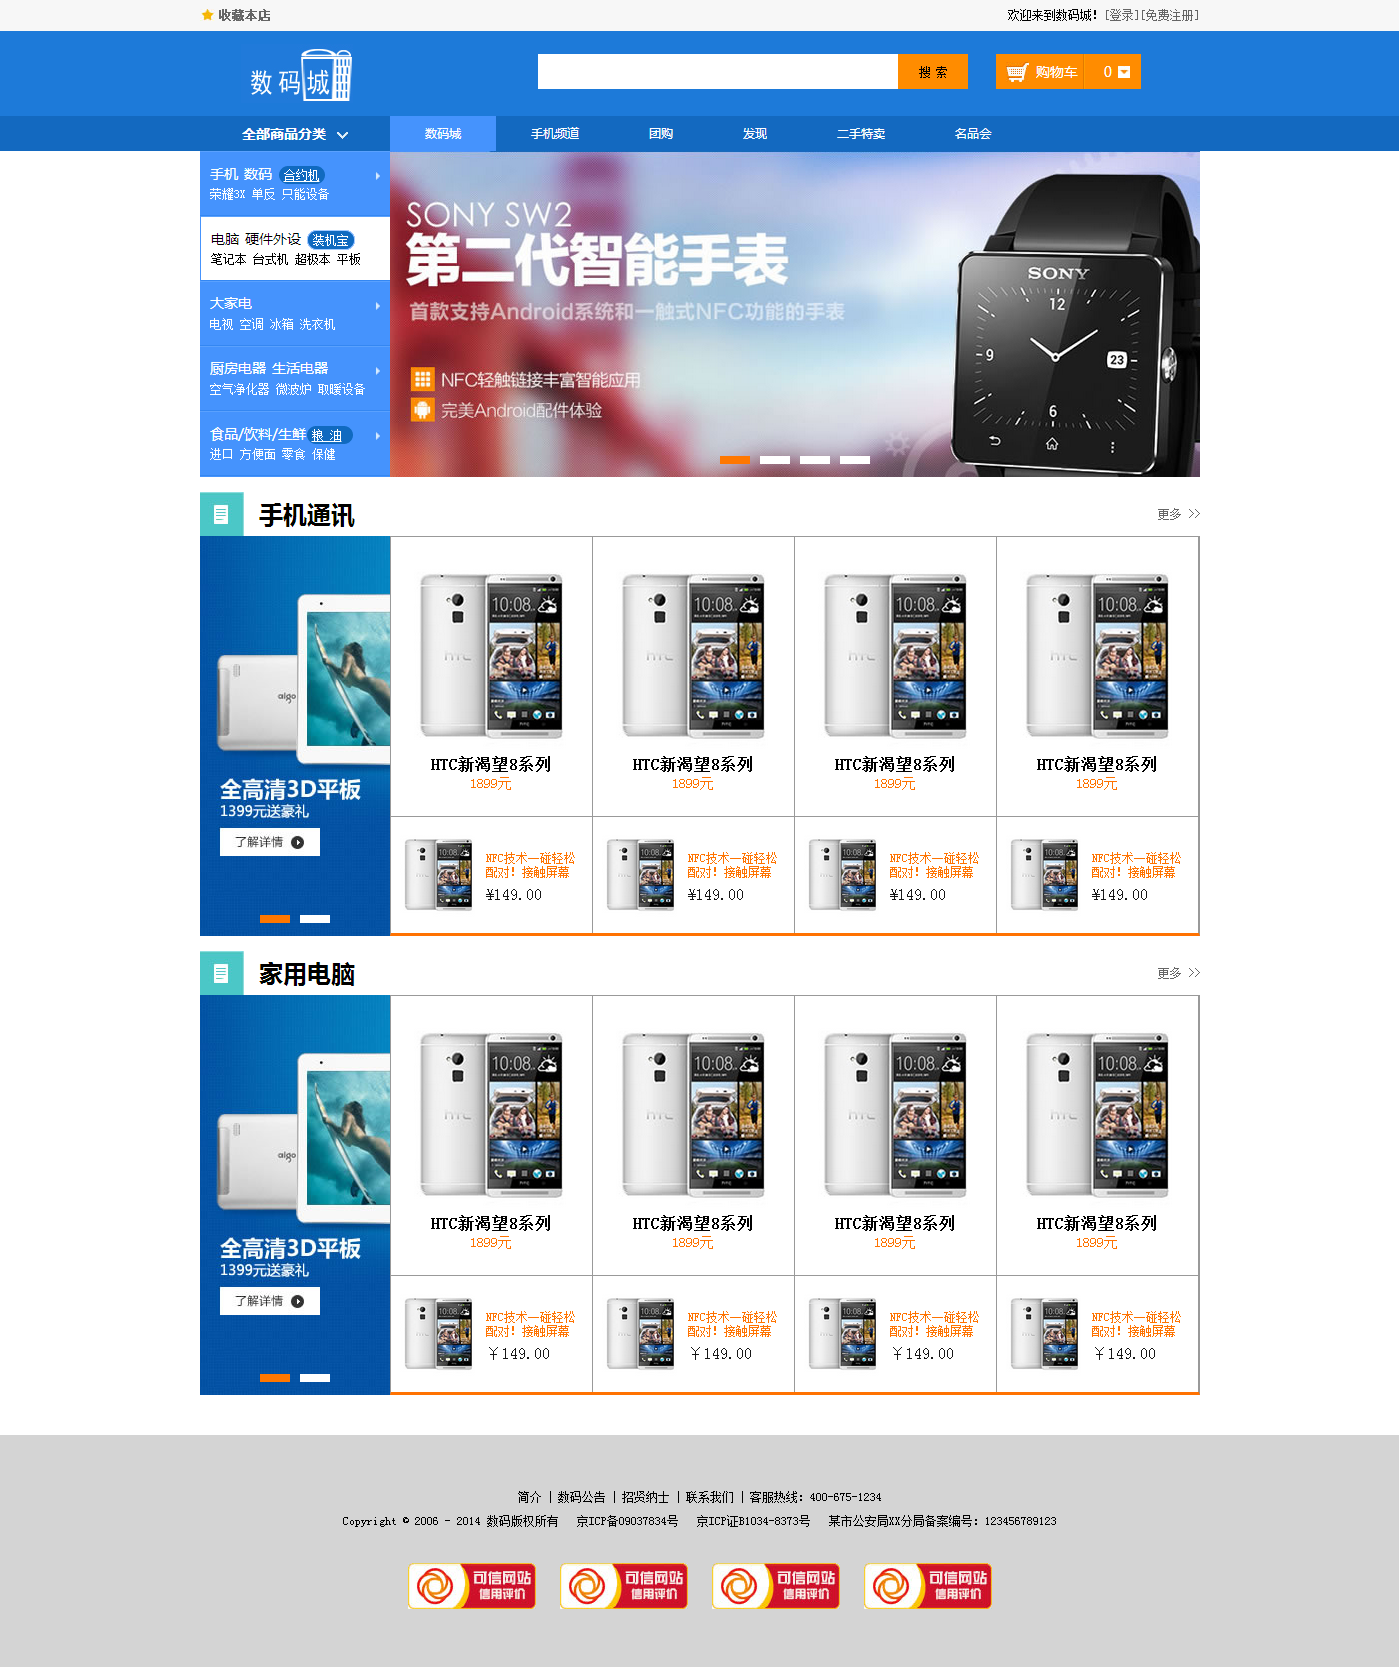 收藏本店
欢迎来到数码城！[登录][免费注册]
数码城
搜 索
购物车 0
全部商品分类
数码城 手机频道 团购 发现 二手特卖 名品会
手机 数码 合约机
荣耀3X 单反 只能设备
电脑 硬件外设 装机宝
笔记本 台式机 超极本 平板
大家电
电视 空调 冰箱 洗衣机
厨房电器 生活电器
空气净化器 微波炉 取暖设备
食品/饮料/生鲜 粮 油
进口 方便面 零食 保健
SONY SW2
第二代智能手表
首款支持Android系统和一触式NFC功能的手表
NFC轻触链接丰富智能应用
完美Android配件体验
SONY
12
9
23
6
手机通讯
更多 >>
aigo
全高清3D平板
1399元送豪礼
了解详情
10:08 10:08 10:08 10:08
hTC hTC hTC hTC
HTC新渴望8系列 HTC新渴望8系列 HTC新渴望8系列 HTC新渴望8系列
1899元 1899元 1899元 1899元
NFC技术一碰轻松 NFC技术一碰轻松 NFC技术一碰轻松 NFC技术一碰轻松
配对！接触屏幕 配对！接触屏幕 配对！接触屏幕 配对！接触屏幕
¥149.00 ¥149.00 ¥149.00 ¥149.00
家用电脑
更多 >>
aigo
全高清3D平板
1399元送豪礼
了解详情
10:08 10:08 10:08 10:08
hTC hTC hTC hTC
HTC新渴望8系列 HTC新渴望8系列 HTC新渴望8系列 HTC新渴望8系列
1899元 1899元 1899元 1899元
NFC技术一碰轻松 NFC技术一碰轻松 NFC技术一碰轻松 NFC技术一碰轻松
配对！接触屏幕 配对！接触屏幕 配对！接触屏幕 配对！接触屏幕
￥149.00 ￥149.00 ￥149.00 ￥149.00
简介 | 数码公告 | 招贤纳士 | 联系我们 | 客服热线：400-675-1234
Copyright © 2006 - 2014 数码版权所有 京ICP备09037834号 京ICP证B1034-8373号 某市公安局XX分局备案编号：123456789123
可信网站 可信网站 可信网站 可信网站
信用评价 信用评价 信用评价 信用评价